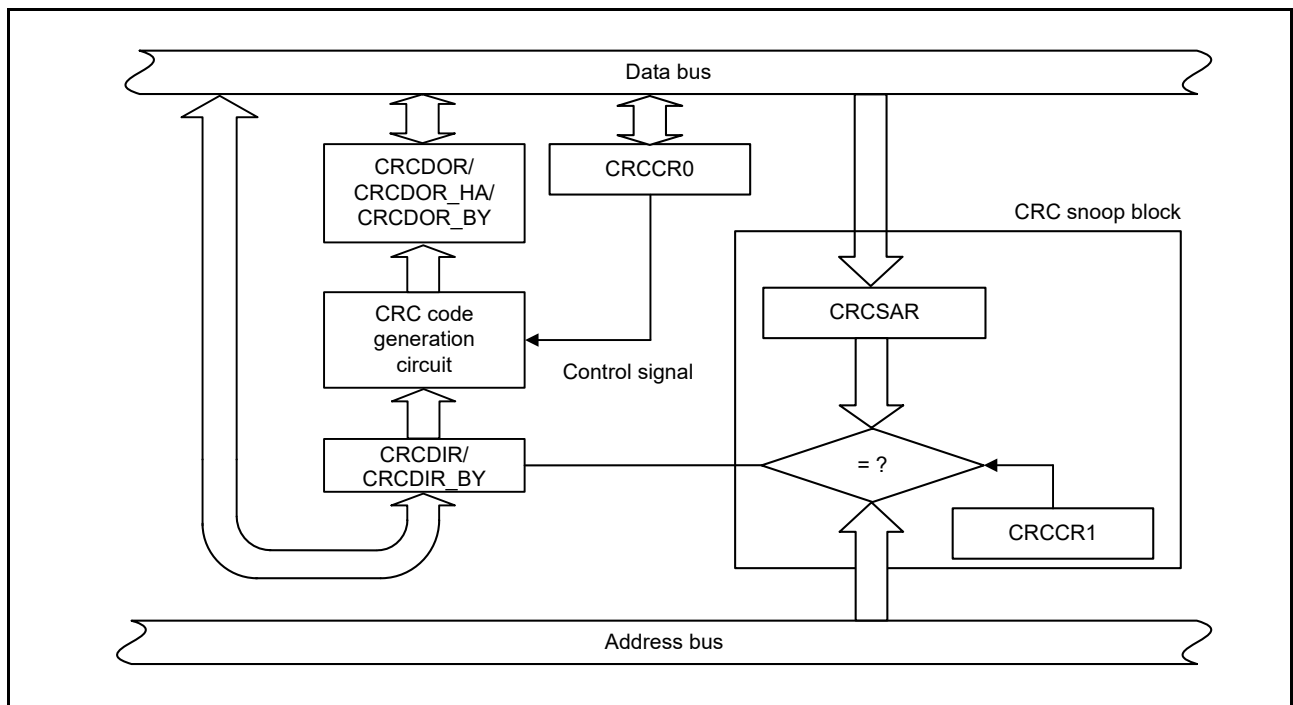 Data bus
CRCDOR/
CRCDOR_HA/
CRCDOR_BY
CRCCR0
CRC snoop block
CRCSAR
CRC code
generation
circuit
Control signal
CRCDIR/
CRCDIR_BY
= ?
CRCCR1
Address bus